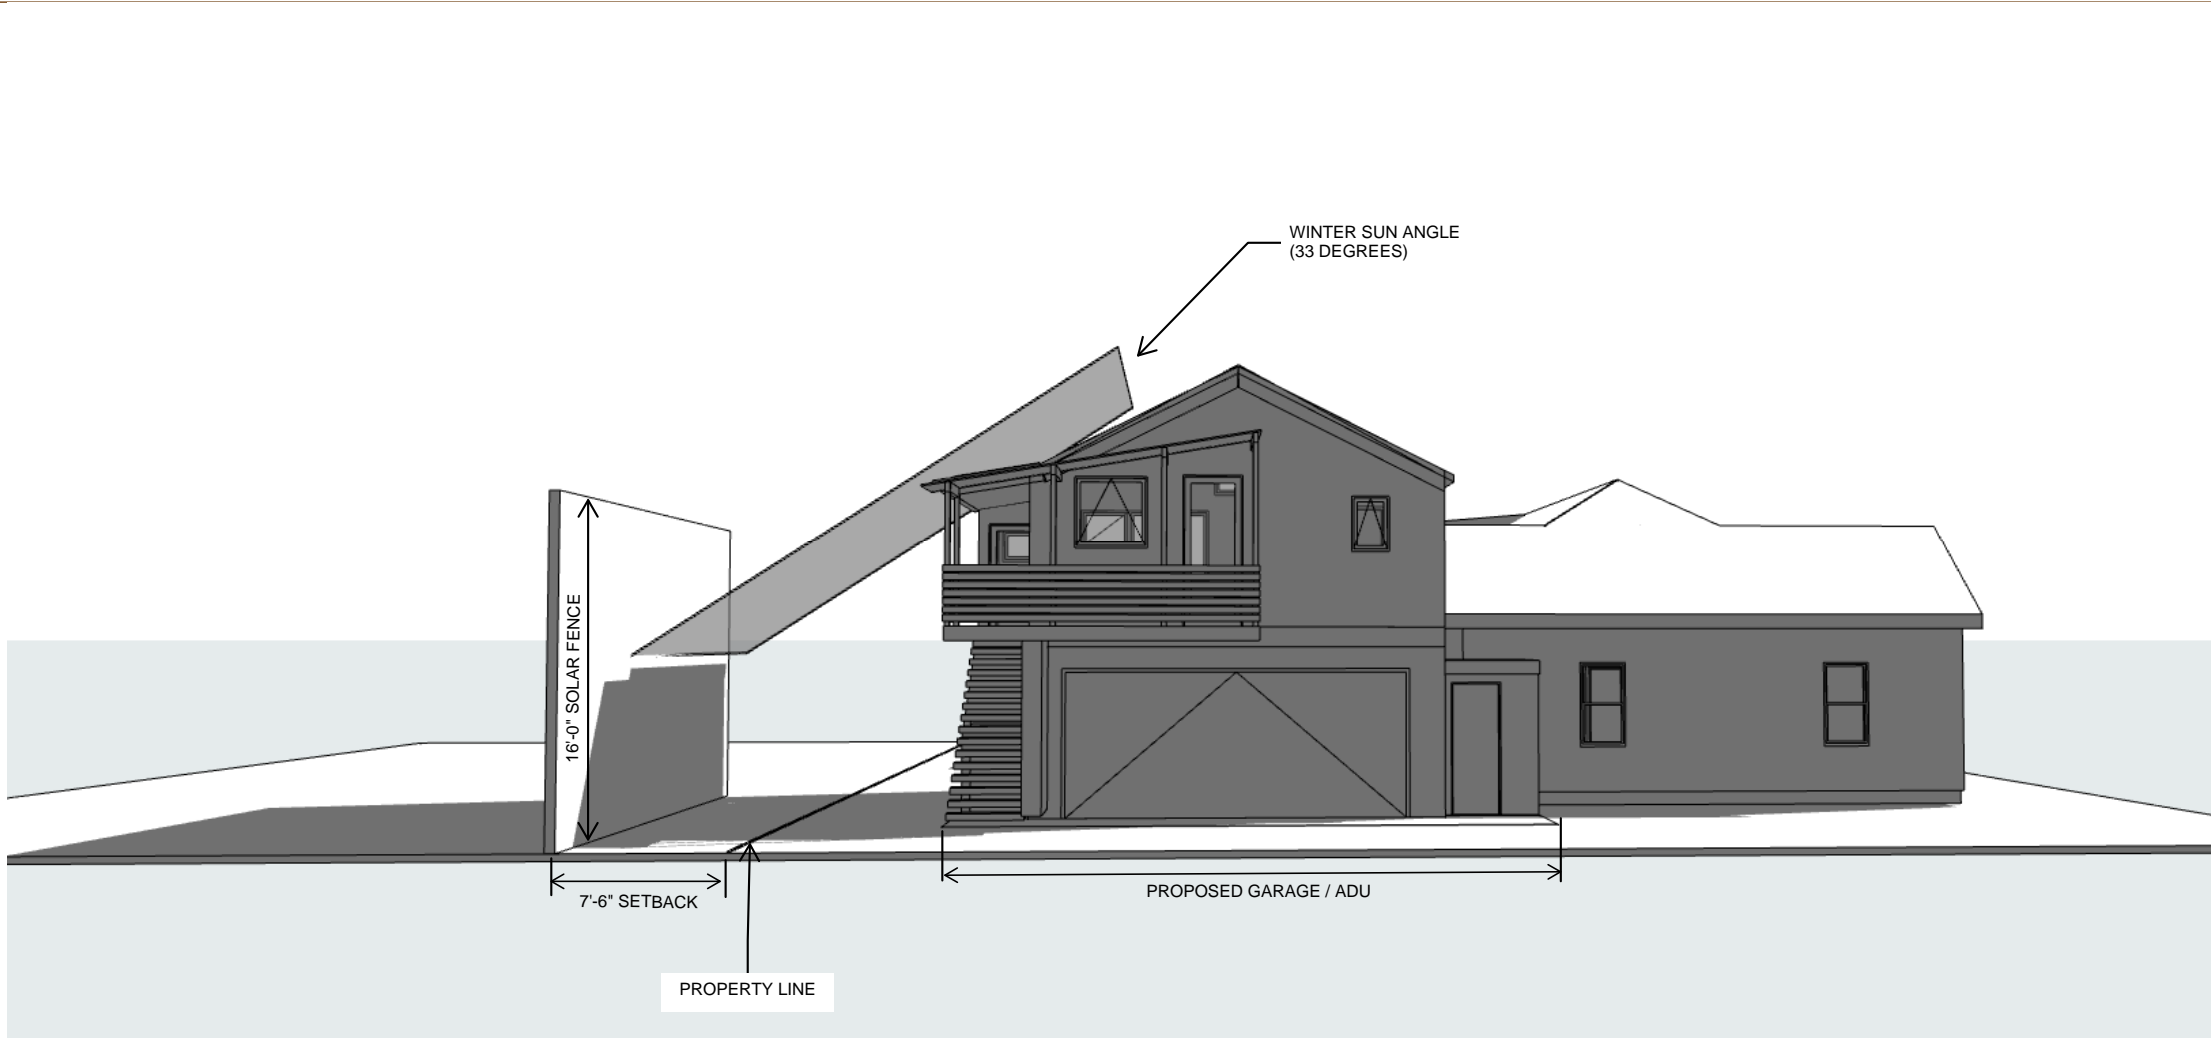 WINTER SUN ANGLE
(33 DEGREES)
16'-0" SOLAR FENCE
7'-6" SETBACK
PROPOSED GARAGE / ADU
PROPERTY LINE